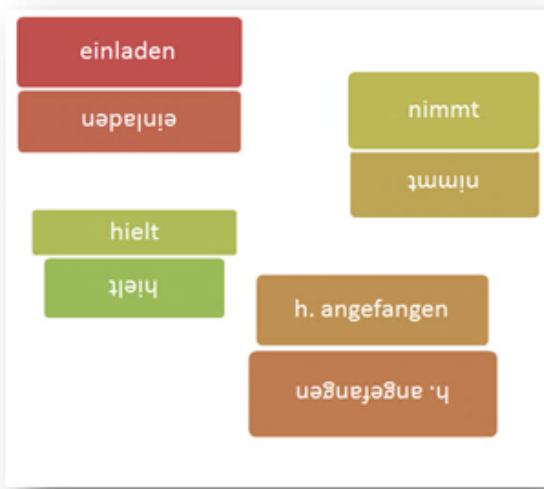 einladen
einladen
nimmt
nimmt
hielt
hielt
h. angefangen
h. angefangen